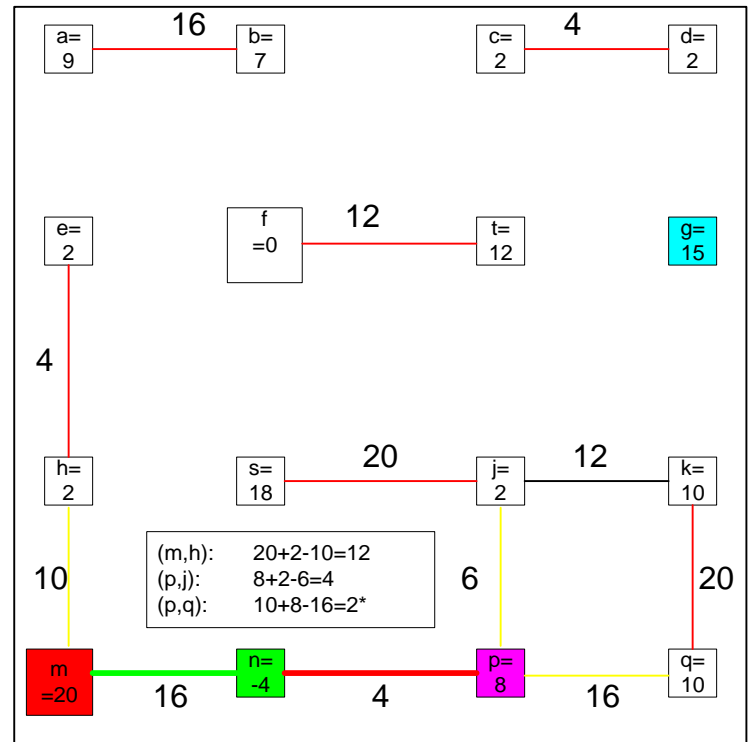 16
4
a=
9
b=
7
c=
2
d=
2
12
e=
2
f
=0
t=
12
g=
15
4
20
12
h=
2
s=
18
j=
2
k=
10
(m,h): 20+2-10=12
(p,j): 8+2-6=4
(p,q): 10+8-16=2*
10
6
20
m
=20
n=
-4
p=
8
q=
10
16
4
16